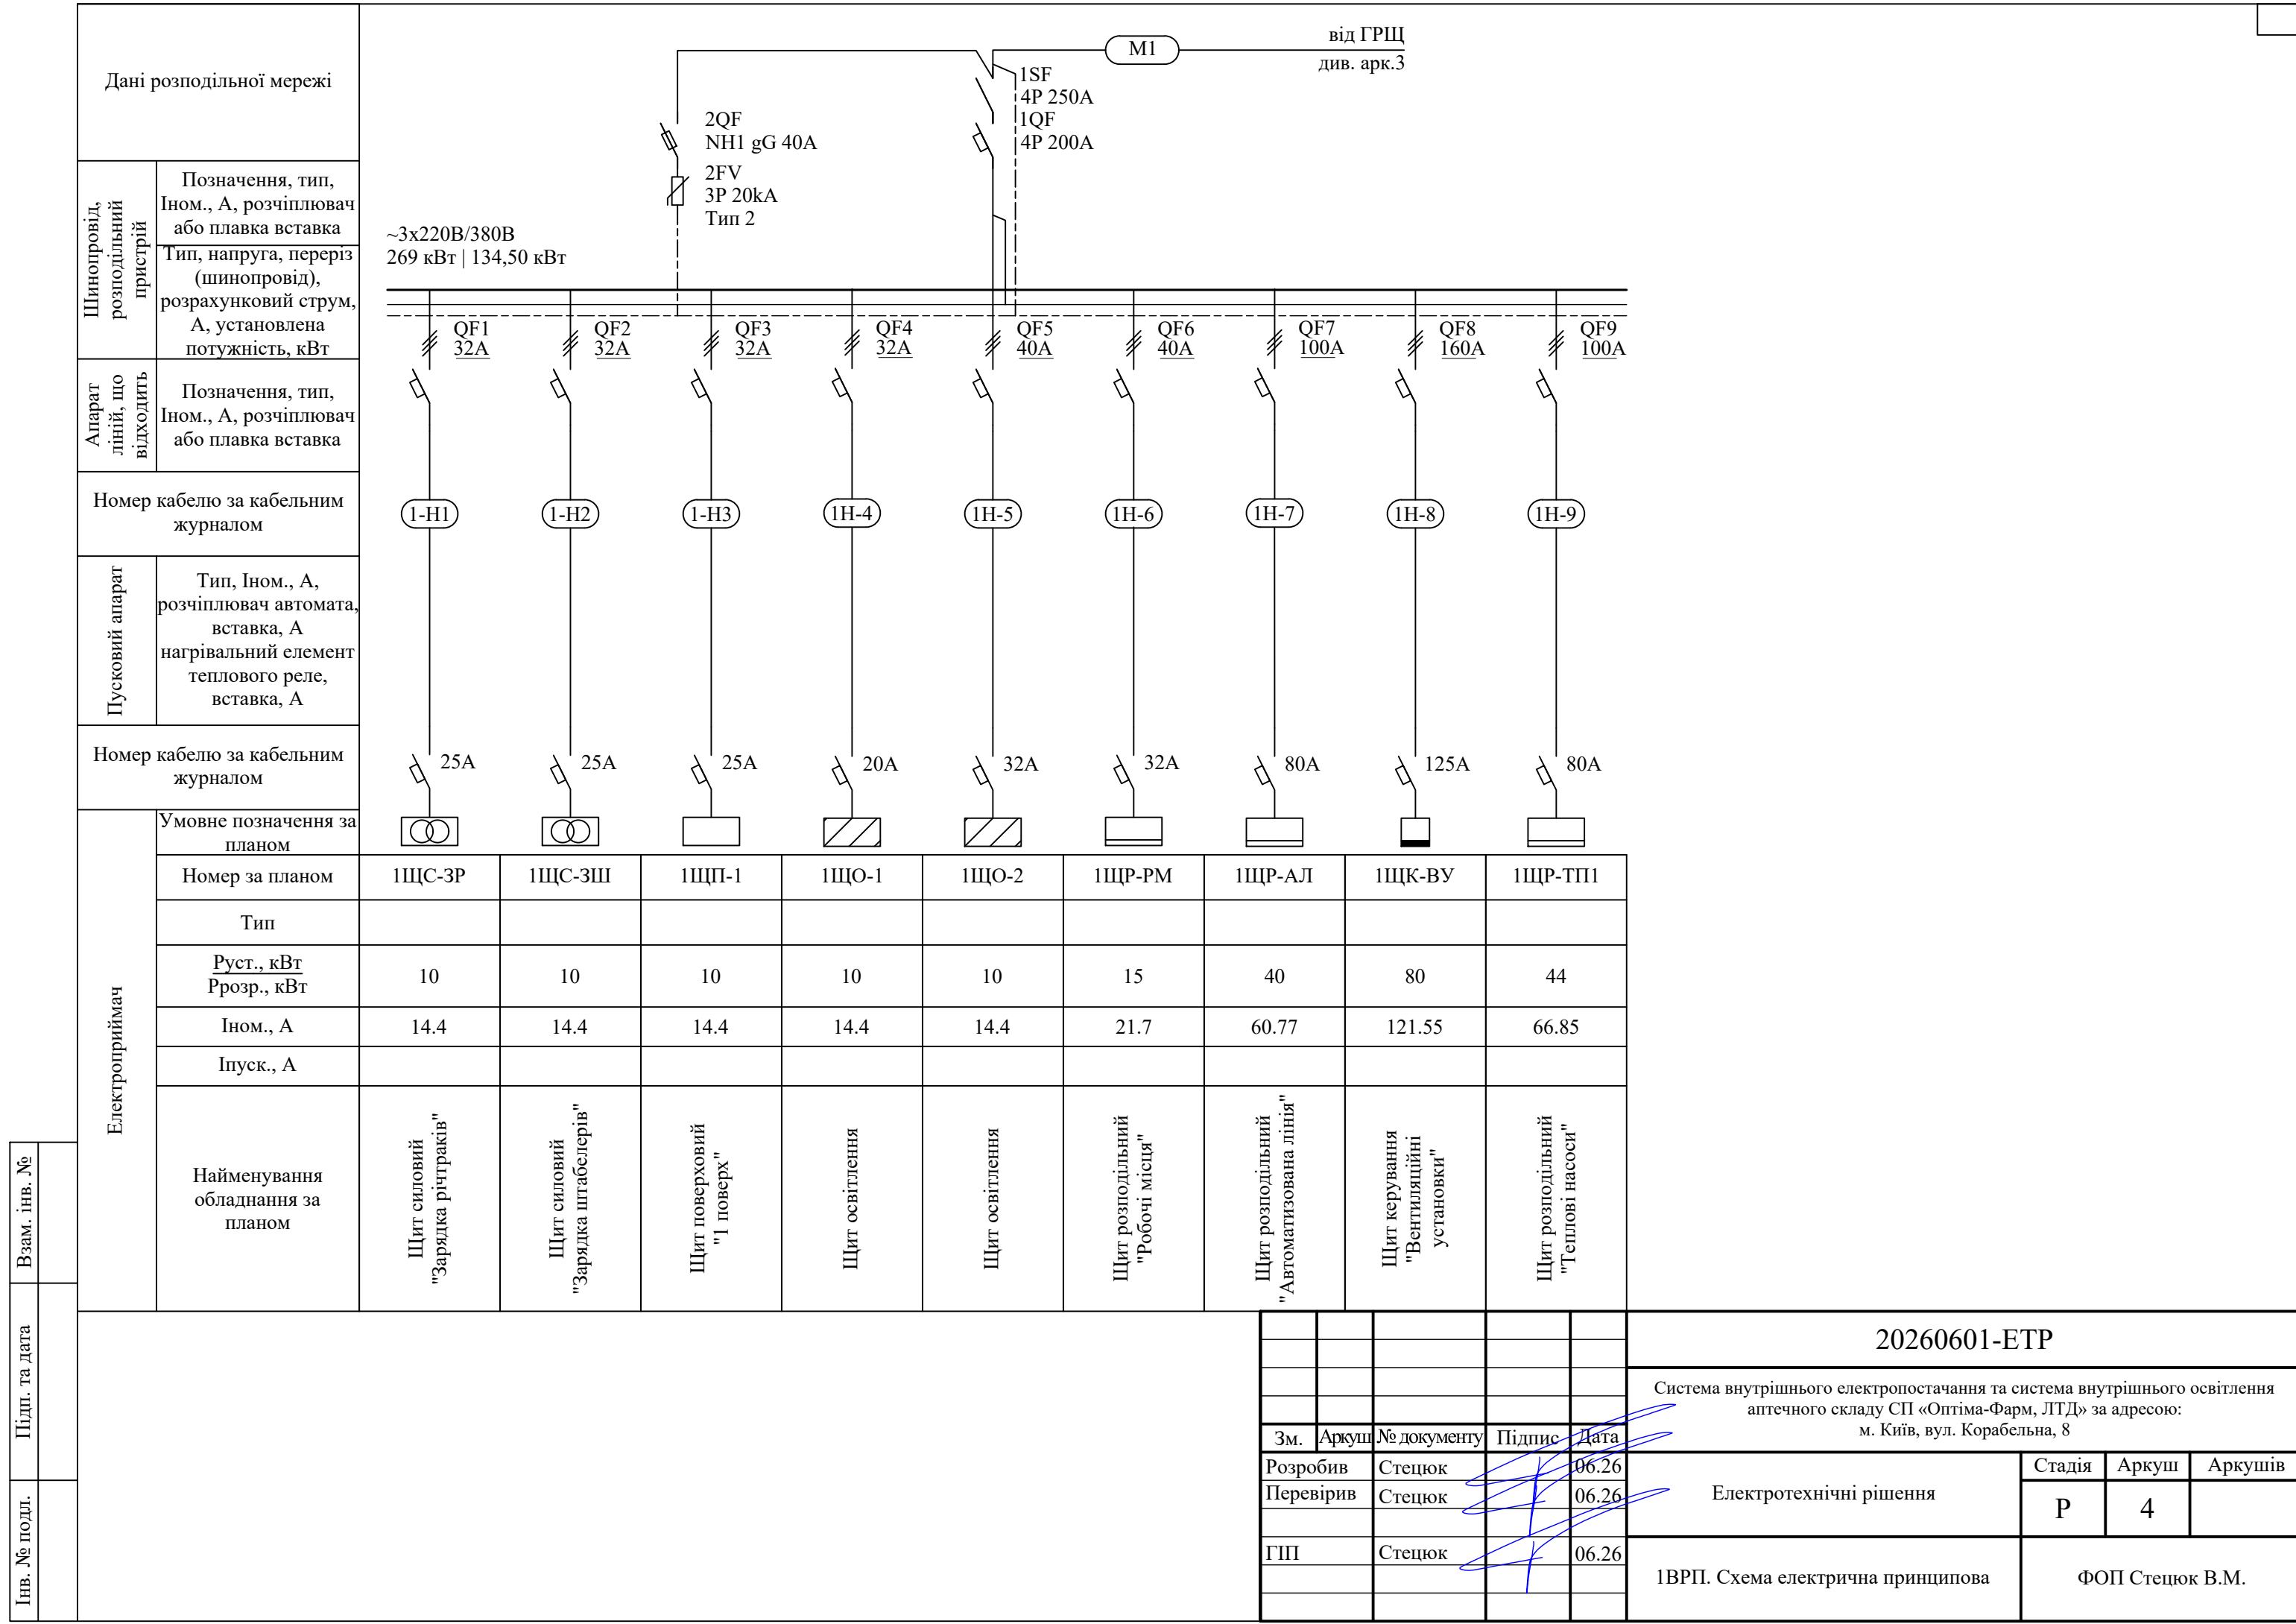 Дані розподільної мережі
Шинопровід,
розподільний
пристрій
Позначення, тип,
Іном., А, розчіплювач
або плавка вставка
Тип, напруга, переріз
(шинопровід),
розрахунковий струм,
А, установлена
потужність, кВт
Апарат
ліній, що
відходить
Позначення, тип,
Іном., А, розчіплювач
або плавка вставка
Номер кабелю за кабельним
журналом
Пусковий апарат
Тип, Іном., А,
розчіплювач автомата,
вставка, А
нагрівальний елемент
теплового реле,
вставка, А
Номер кабелю за кабельним
журналом
від ГРЩ
див. арк.3
М1
1SF
4P 250A
1QF
4P 200A
2QF
NH1 gG 40A
2FV
3P 20kA
Тип 2
~3x220В/380В
269 кВт | 134,50 кВт
QF1
32A
QF2
32A
QF3
32A
QF4
32A
QF5
40A
QF6
40A
QF7
100A
QF8
160A
QF9
100A
1-Н1
1-Н2
1-Н3
1Н-4
1Н-5
1Н-6
1Н-7
1Н-8
1Н-9
25А
25А
25А
20А
32А
32А
80А
125А
80А
Електроприймач
Умовне позначення за
планом
Номер за планом
1ЩС-ЗР
1ЩС-ЗШ
1ЩП-1
1ЩО-1
1ЩО-2
1ЩР-РМ
1ЩР-АЛ
1ЩК-ВУ
1ЩР-ТП1
Тип
Руст., кВт
Ррозр., кВт
10
10
10
10
10
15
40
80
44
Іном., А
14.4
14.4
14.4
14.4
14.4
21.7
60.77
121.55
66.85
Іпуск., А
Найменування
обладнання за
планом
Щит силовий
"Зарядка річтраків"
Щит силовий
"Зарядка штабелерів"
Щит поверховий
"1 поверх"
Щит освітлення
Щит освітлення
Щит розподільний
"Робочі місця"
Щит розподільний
"Автоматизована лінія"
Щит керування
"Вентиляційні
установки"
Щит розподільний
"Теплові насоси"
Взам. інв. №
Підп. та дата
Інв. № подл.
20260601-ЕТР
Система внутрішнього електропостачання та система внутрішнього освітлення
аптечного складу СП «Оптіма-Фарм, ЛТД» за адресою:
м. Київ, вул. Корабельна, 8
Зм.
Аркуш
№ документу
Підпис
Дата
Розробив
Стецюк
06.26
Перевірив
Стецюк
06.26
ГІП
Стецюк
06.26
Електротехнічні рішення
Стадія
Аркуш
Аркушів
Р
4
1ВРП. Схема електрична принципова
ФОП Стецюк В.М.